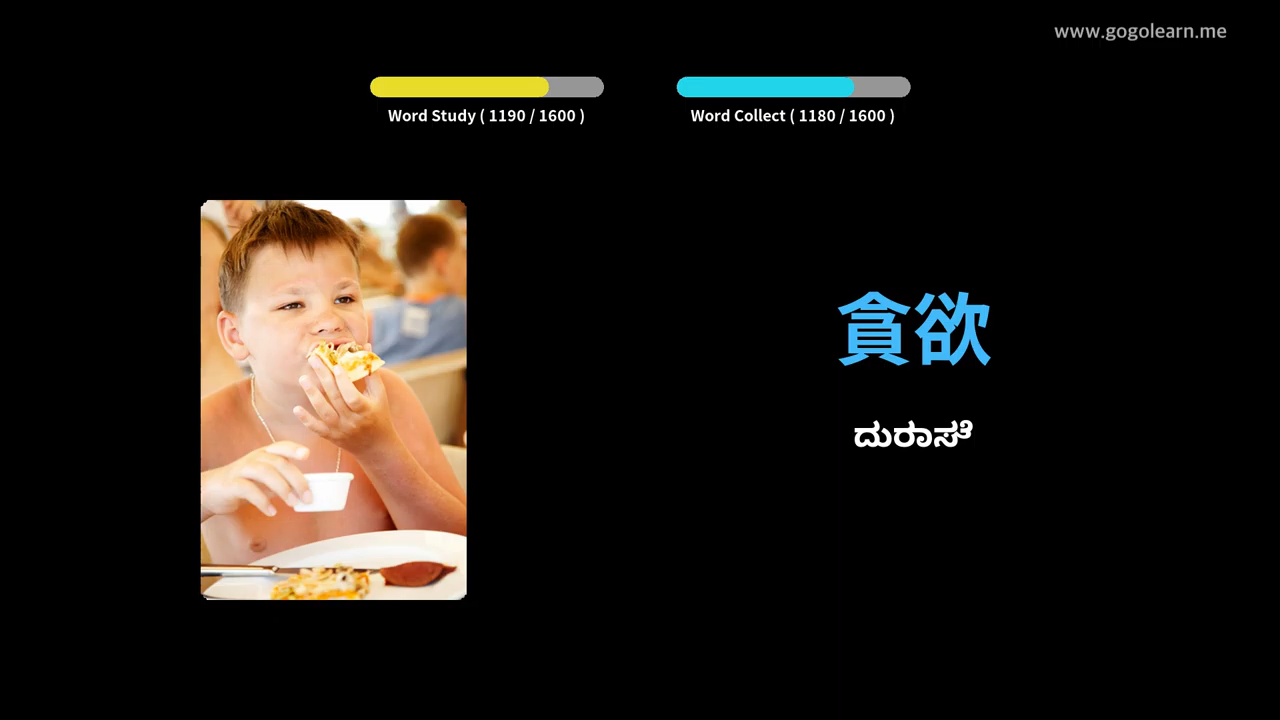 www.gogolearn.me
Word Study ( 1190 / 1600 )
Word Collect ( 1180 / 1600 )
貪欲
ದುರಾಸೆ